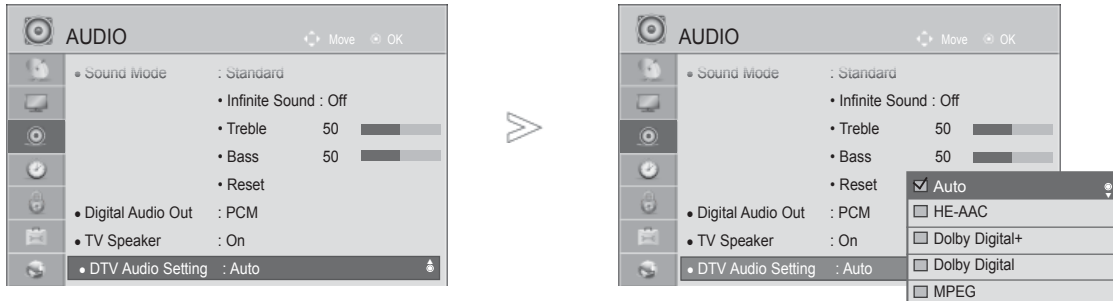 AUDIO
Move OK
• Sound Mode : Standard
• Infinite Sound : Off
• Treble 50
• Bass 50
• Reset
• Digital Audio Out : PCM
• TV Speaker : On
• DTV Audio Setting : Auto
AUDIO
Move OK
• Sound Mode : Standard
• Infinite Sound : Off
• Treble 50
• Bass 50
• Reset
• Digital Audio Out : PCM
• TV Speaker : On
• DTV Audio Setting : Auto
Auto
HE-AAC
Dolby Digital+
Dolby Digital
MPEG